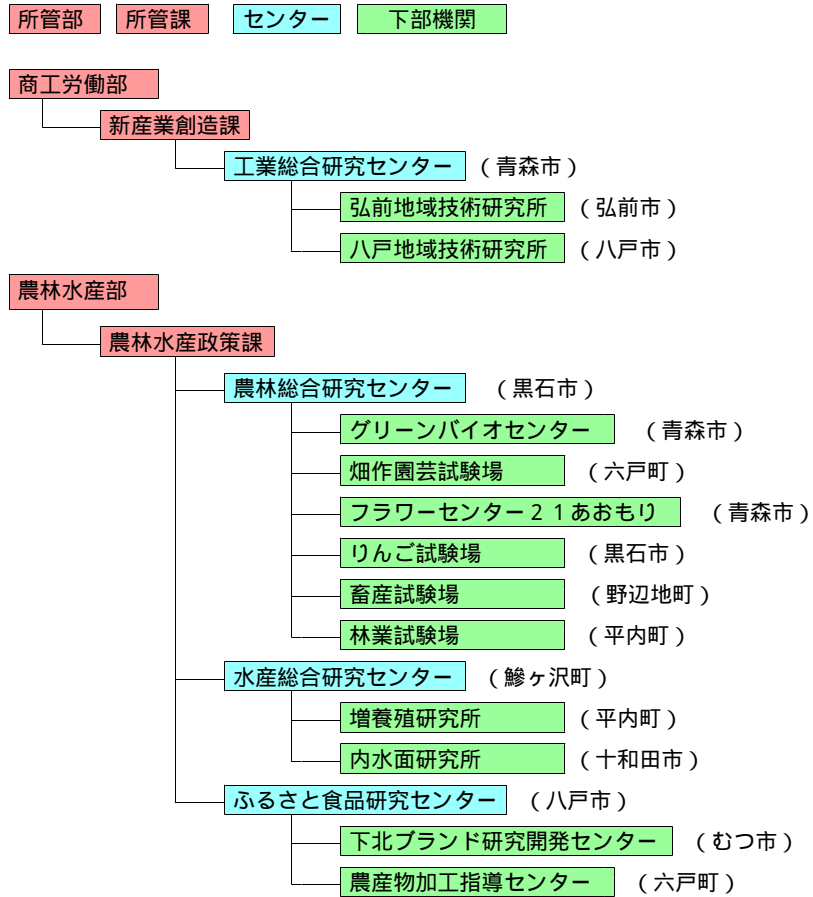 所管部 所管課 センター 下部機関
商工労働部
新産業創造課
工業総合研究センター （青森市）
弘前地域技術研究所 （弘前市）
八戸地域技術研究所 （八戸市）
農林水産部
農林水産政策課
農林総合研究センター （黒石市）
グリーンバイオセンター （青森市）
畑作園芸試験場 （六戸町）
フラワーセンター２１あおもり （青森市）
りんご試験場 （黒石市）
畜産試験場 （野辺地町）
林業試験場 （平内町）
水産総合研究センター （鰺ヶ沢町）
増養殖研究所 （平内町）
内水面研究所 （十和田市）
ふるさと食品研究センター （八戸市）
下北ブランド研究開発センター （むつ市）
農産物加工指導センター （六戸町）